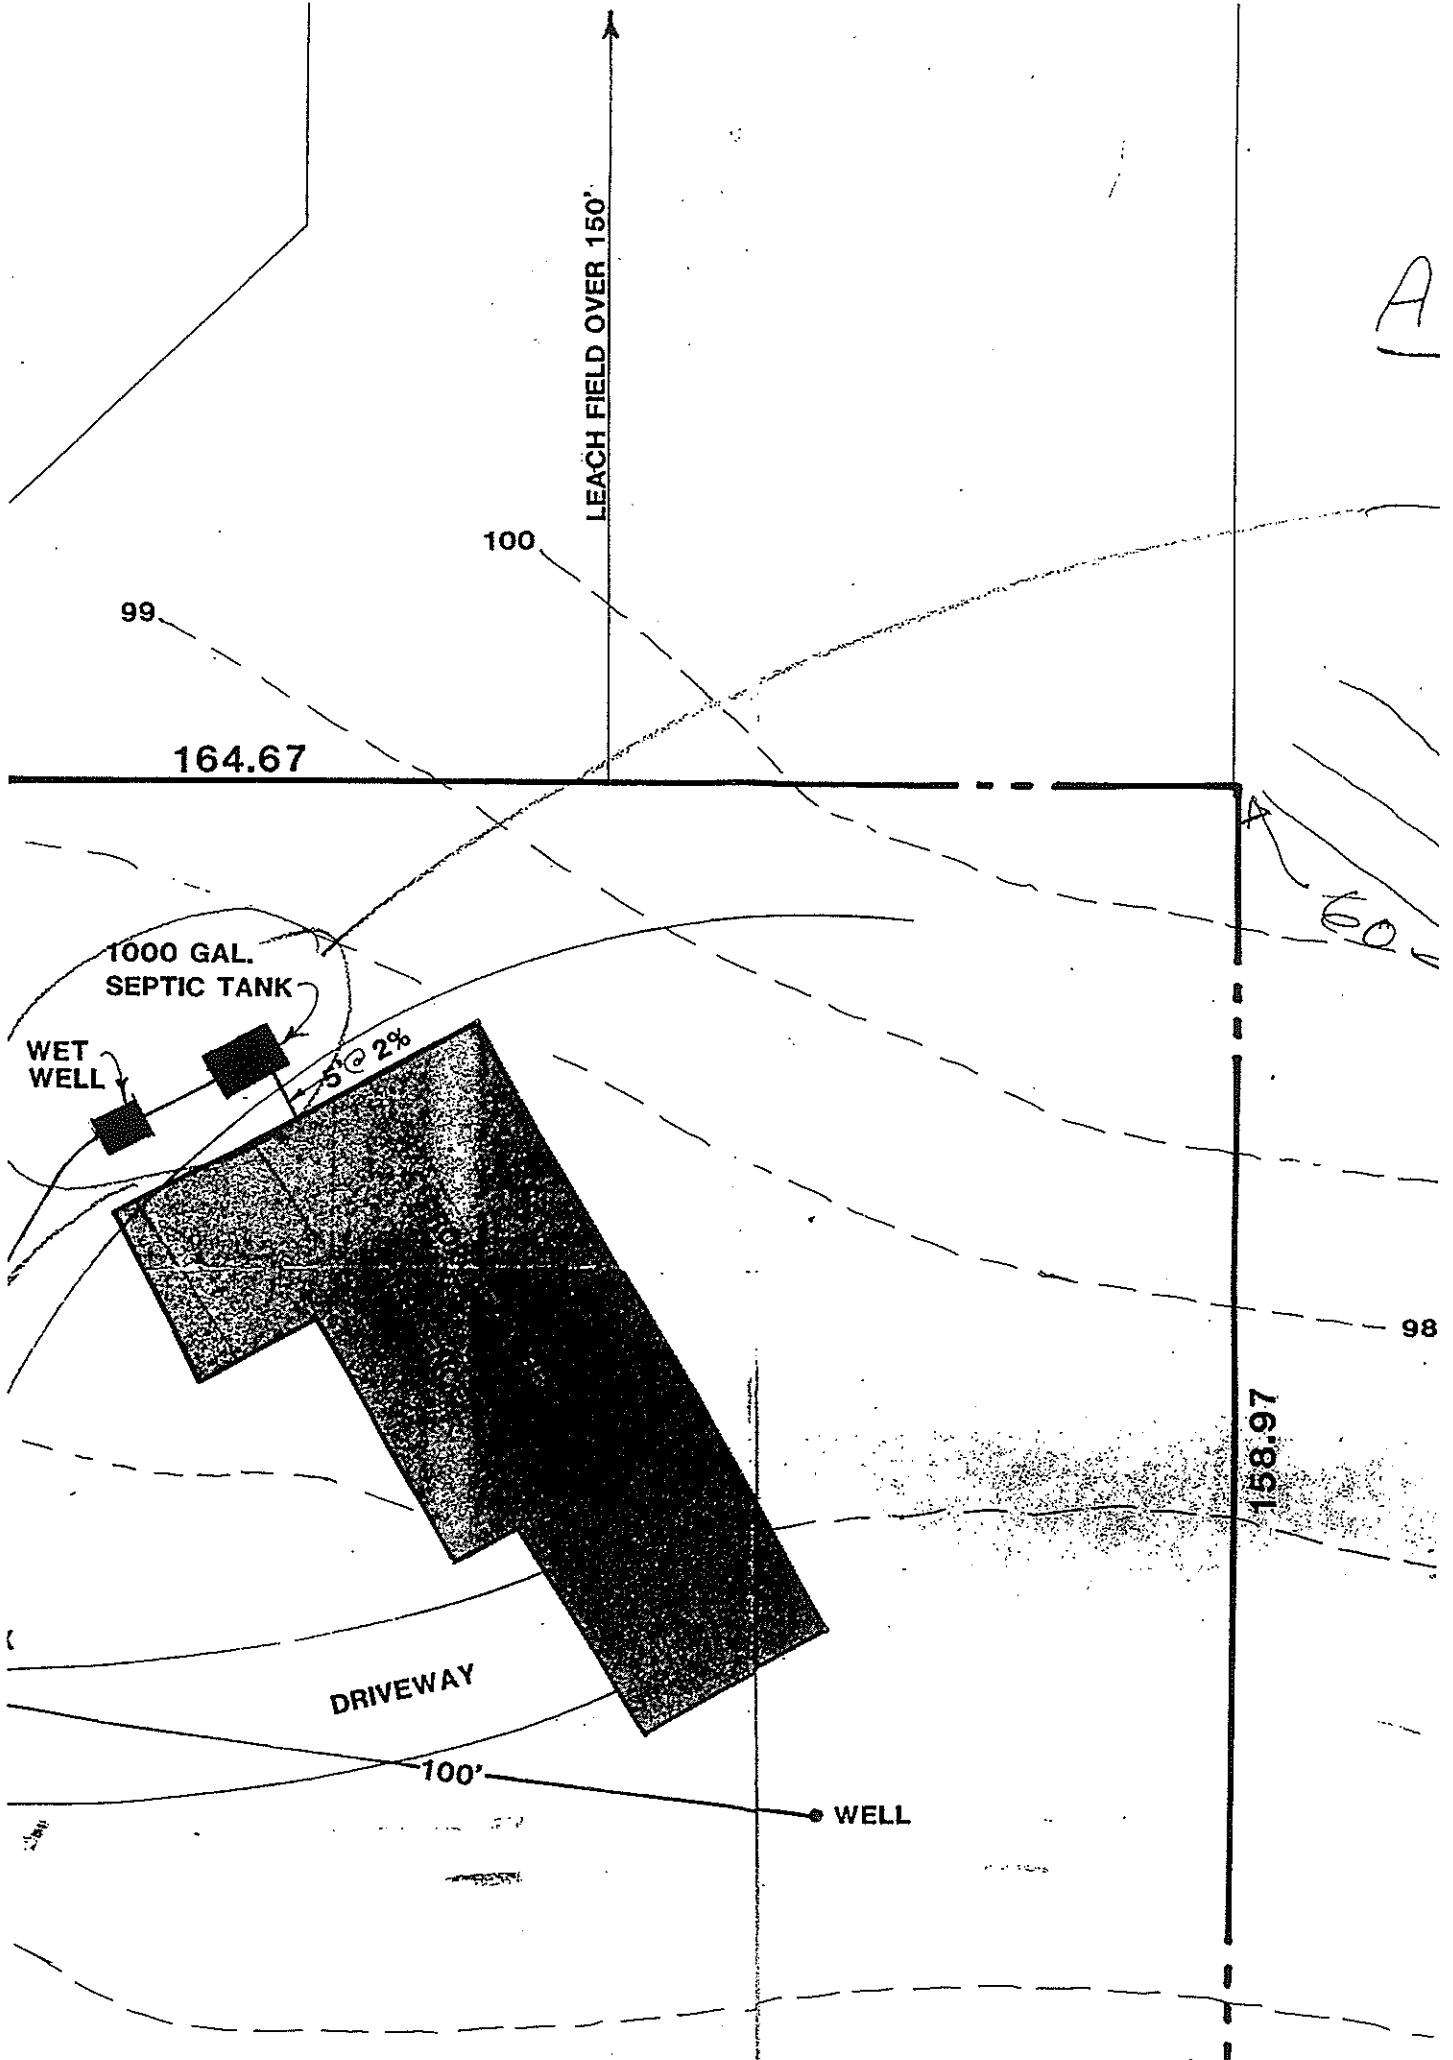 LEACH FIELD OVER 150'
A
100
99
164.67
60
1000 GAL.
SEPTIC TANK
WET
WELL
5' @ 2%
98
158.97
DRIVEWAY
100'
WELL